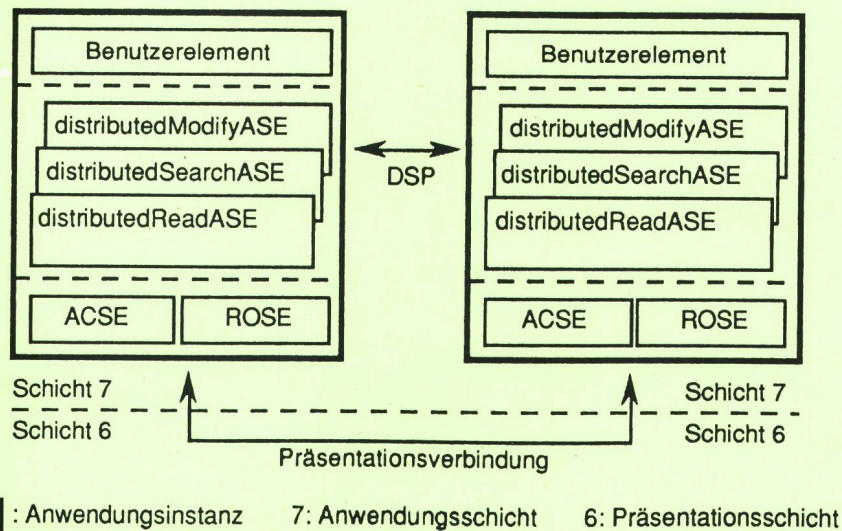 Benutzerelement
Benutzerelement
distributedModifyASE
distributedSearchASE
distributedReadASE
DSP
distributedModifyASE
distributedSearchASE
distributedReadASE
ACSE
ROSE
ACSE
ROSE
Schicht 7
Schicht 7
Schicht 6
Schicht 6
Präsentationsverbindung
: Anwendungsinstanz 7: Anwendungsschicht 6: Präsentationsschicht